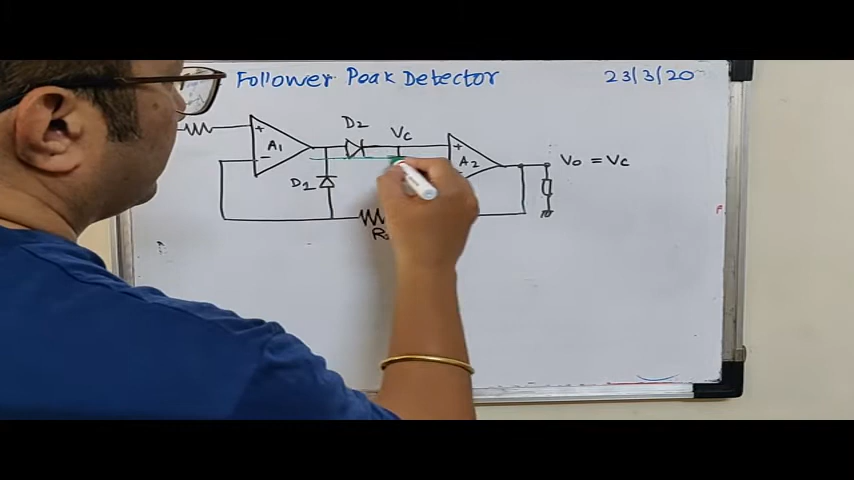 Follower Peak Detector
23/3/20
D2
Vc
+
A1
-
+
A2
Vo = Vc
D1
R